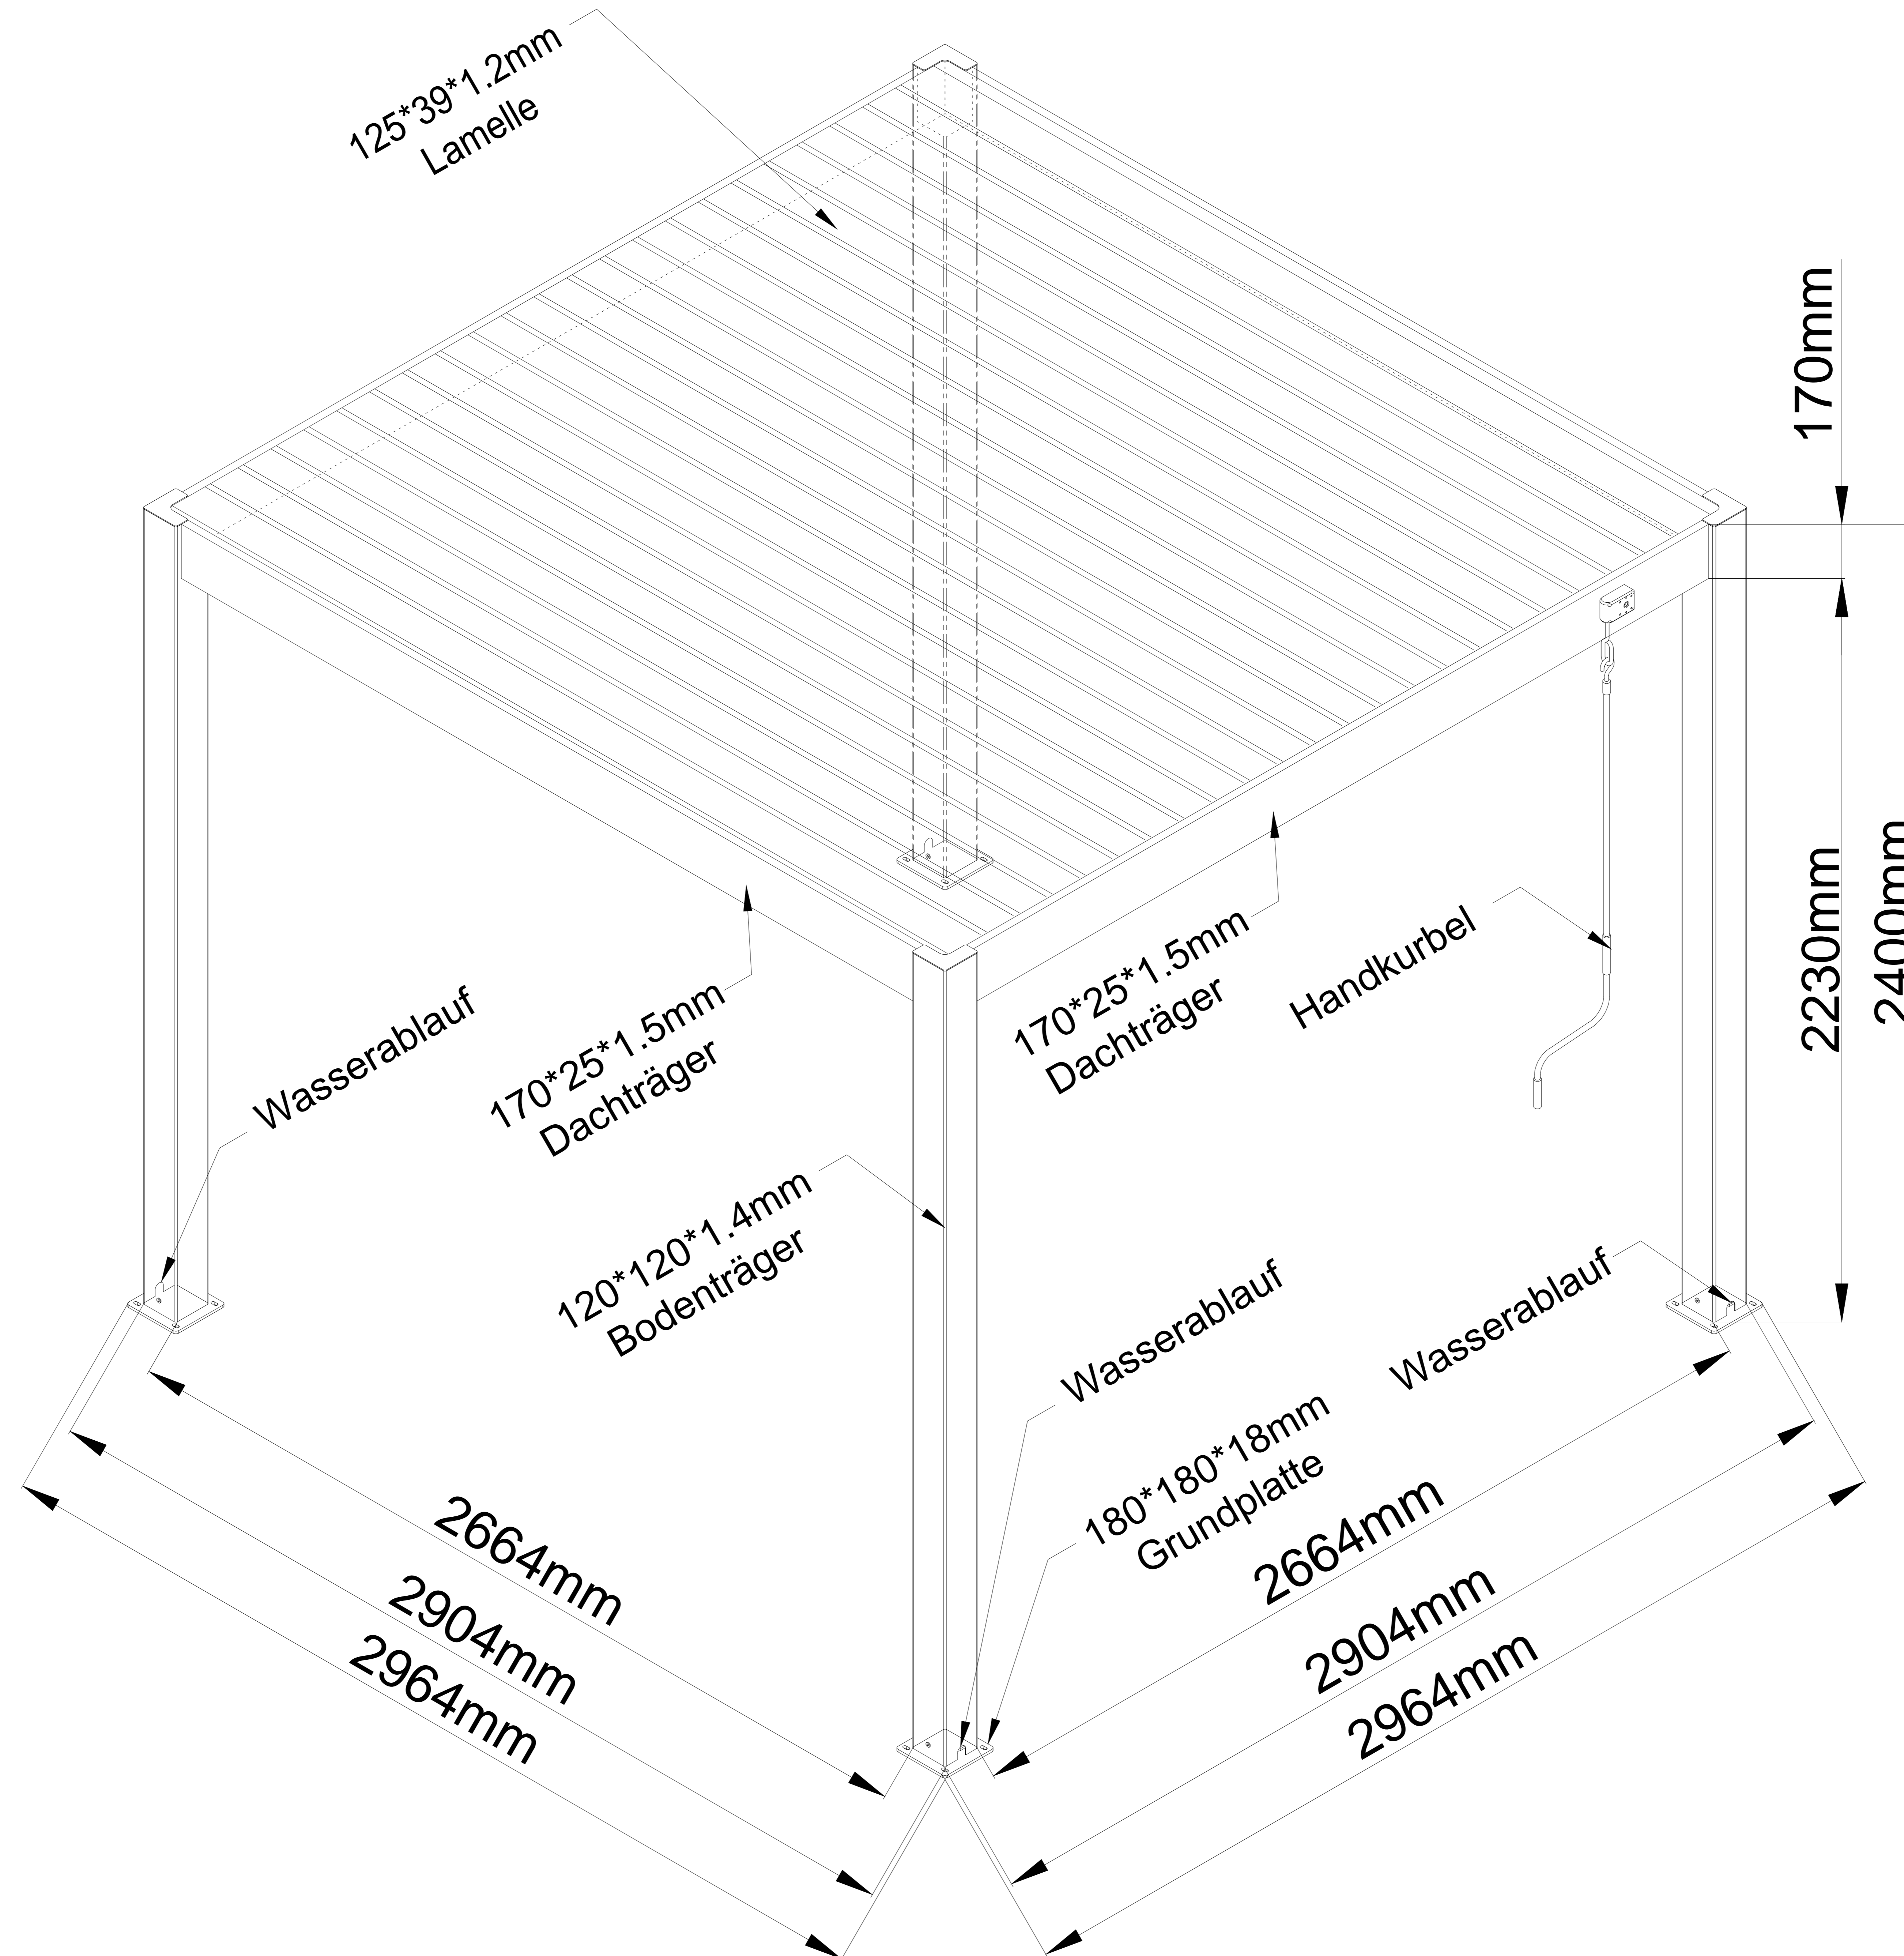 125*39*1.2mm
Lamelle
170mm
2230mm
2400mm
170*25*1.5mm
Dachträger
Handkurbel
Wasserablauf
170*25*1.5mm
Dachträger
120*120*1.4mm
Bodenträger
Wasserablauf
Wasserablauf
180*180*18mm
Grundplatte
2664mm
2904mm
2964mm
2664mm
2904mm
2964mm